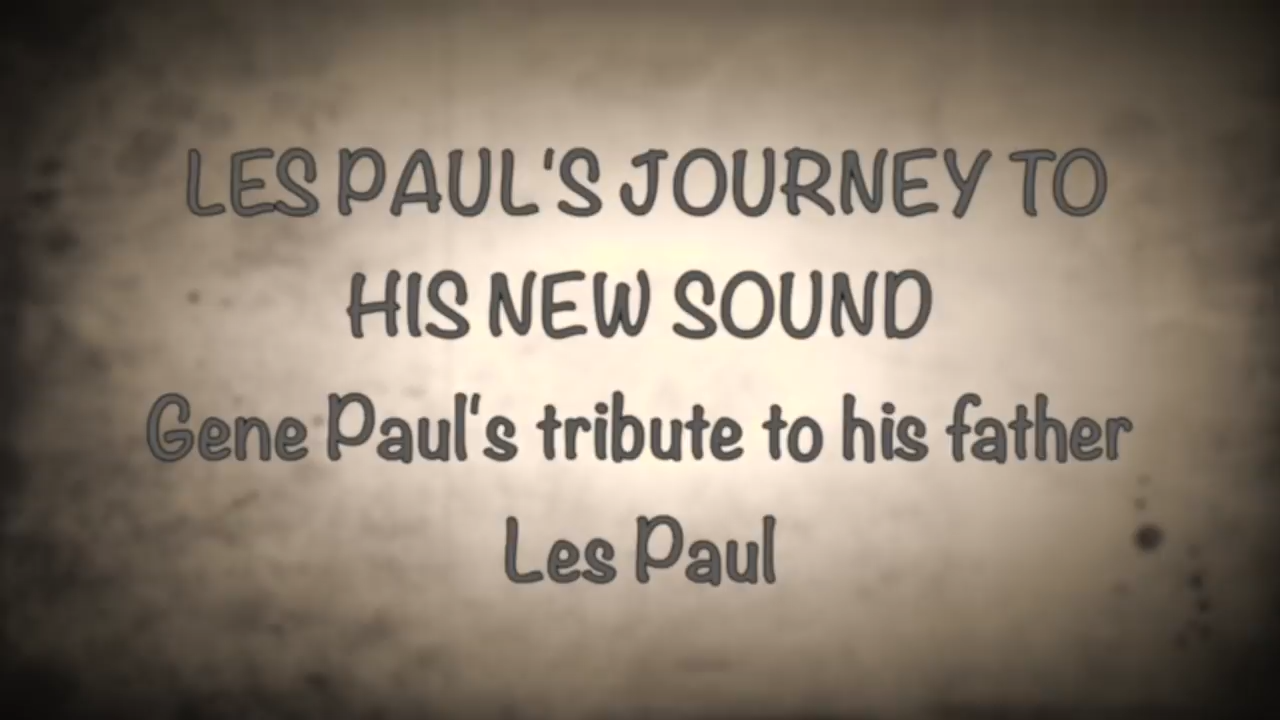 LES PAUL'S JOURNEY TO
HIS NEW SOUND
Gene Paul's tribute to his father
Les Paul